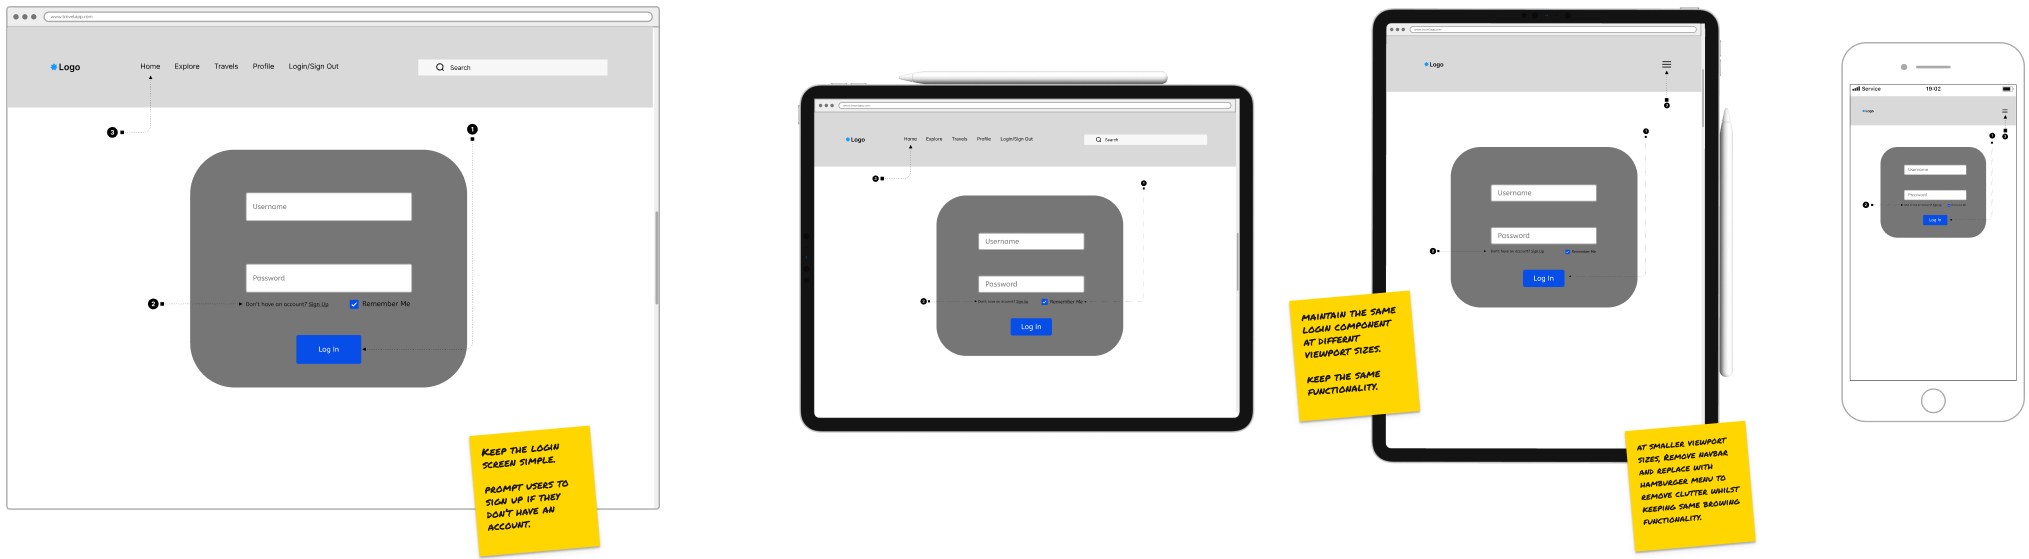 www.travelapp.com
Logo
Home Explore Travels Profile Login/Sign Out
Search
3
1
Username
Password
2
Don't have an account? Sign Up
Remember Me
Log In
KEEP THE LOGIN
SCREEN SIMPLE.
PROMPT USERS TO
SIGN UP IF THEY
DON'T HAVE AN
ACCOUNT.
Logo
Home Explore Travels Profile Login/Sign Out
Search
Username
Password
Don't have an account? Sign Up
Remember Me
Log In
Logo
Username
Password
Don't have an account? Sign Up
Remember Me
Log In
MAINTAIN THE SAME
LOGIN COMPONENT
AT DIFFERNT
VIEWPORT SIZES.
KEEP THE SAME
FUNCTIONALITY.
AT SMALLER VIEWPORT
SIZES, REMOVE NAVBAR
AND REPLACE WITH
HAMBURGER MENU TO
REMOVE CLUTTER WHILST
KEEPING SAME BROWING
FUNCTIONALITY.
Service
19:02
Logo
1
Username
Password
2
Log In